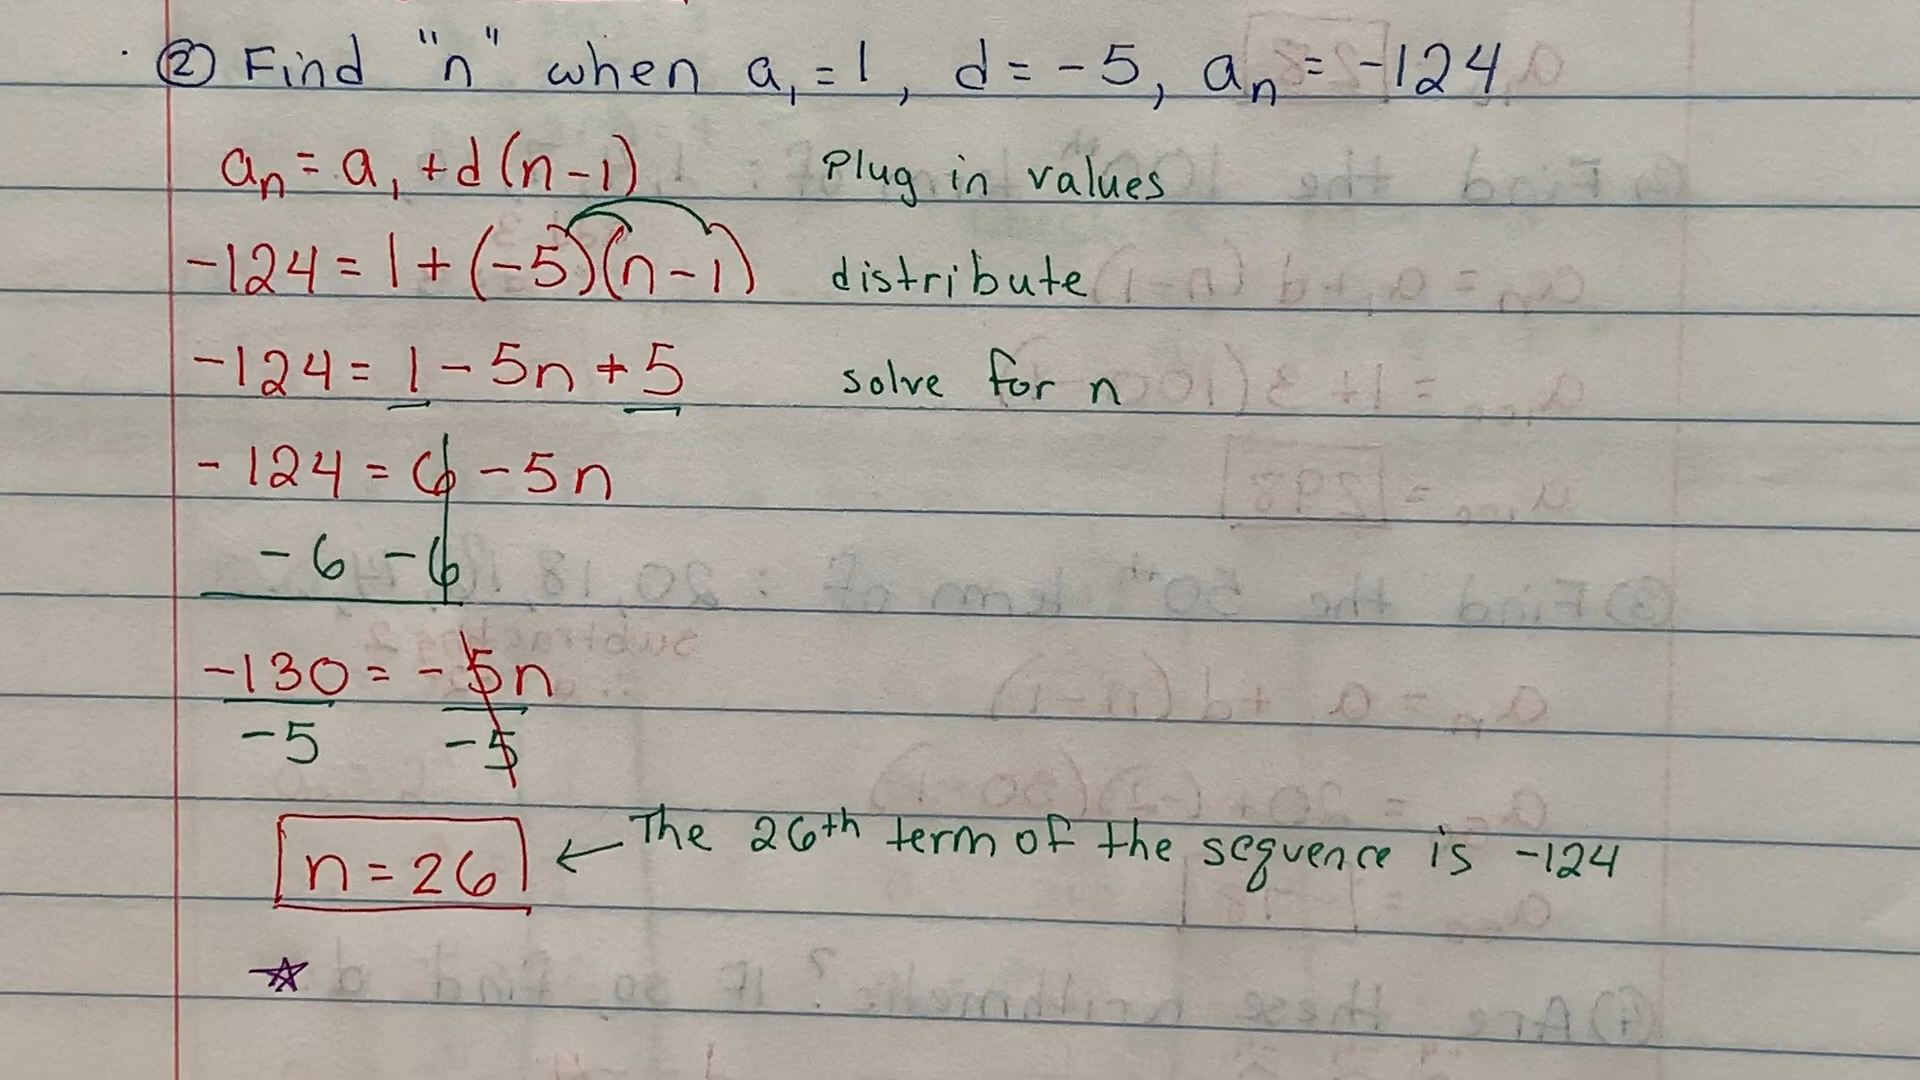 ② Find "n" when a₁ = 1, d = -5, aₙ = -124
aₙ = a₁ + d(n-1) Plug in values
-124 = 1 + (-5)(n-1) distribute
-124 = 1 - 5n + 5 solve for n
-124 = 6 - 5n
-6 -6
-130 = -5n
-5 -5
n = 26 ← The 26th term of the sequence is -124